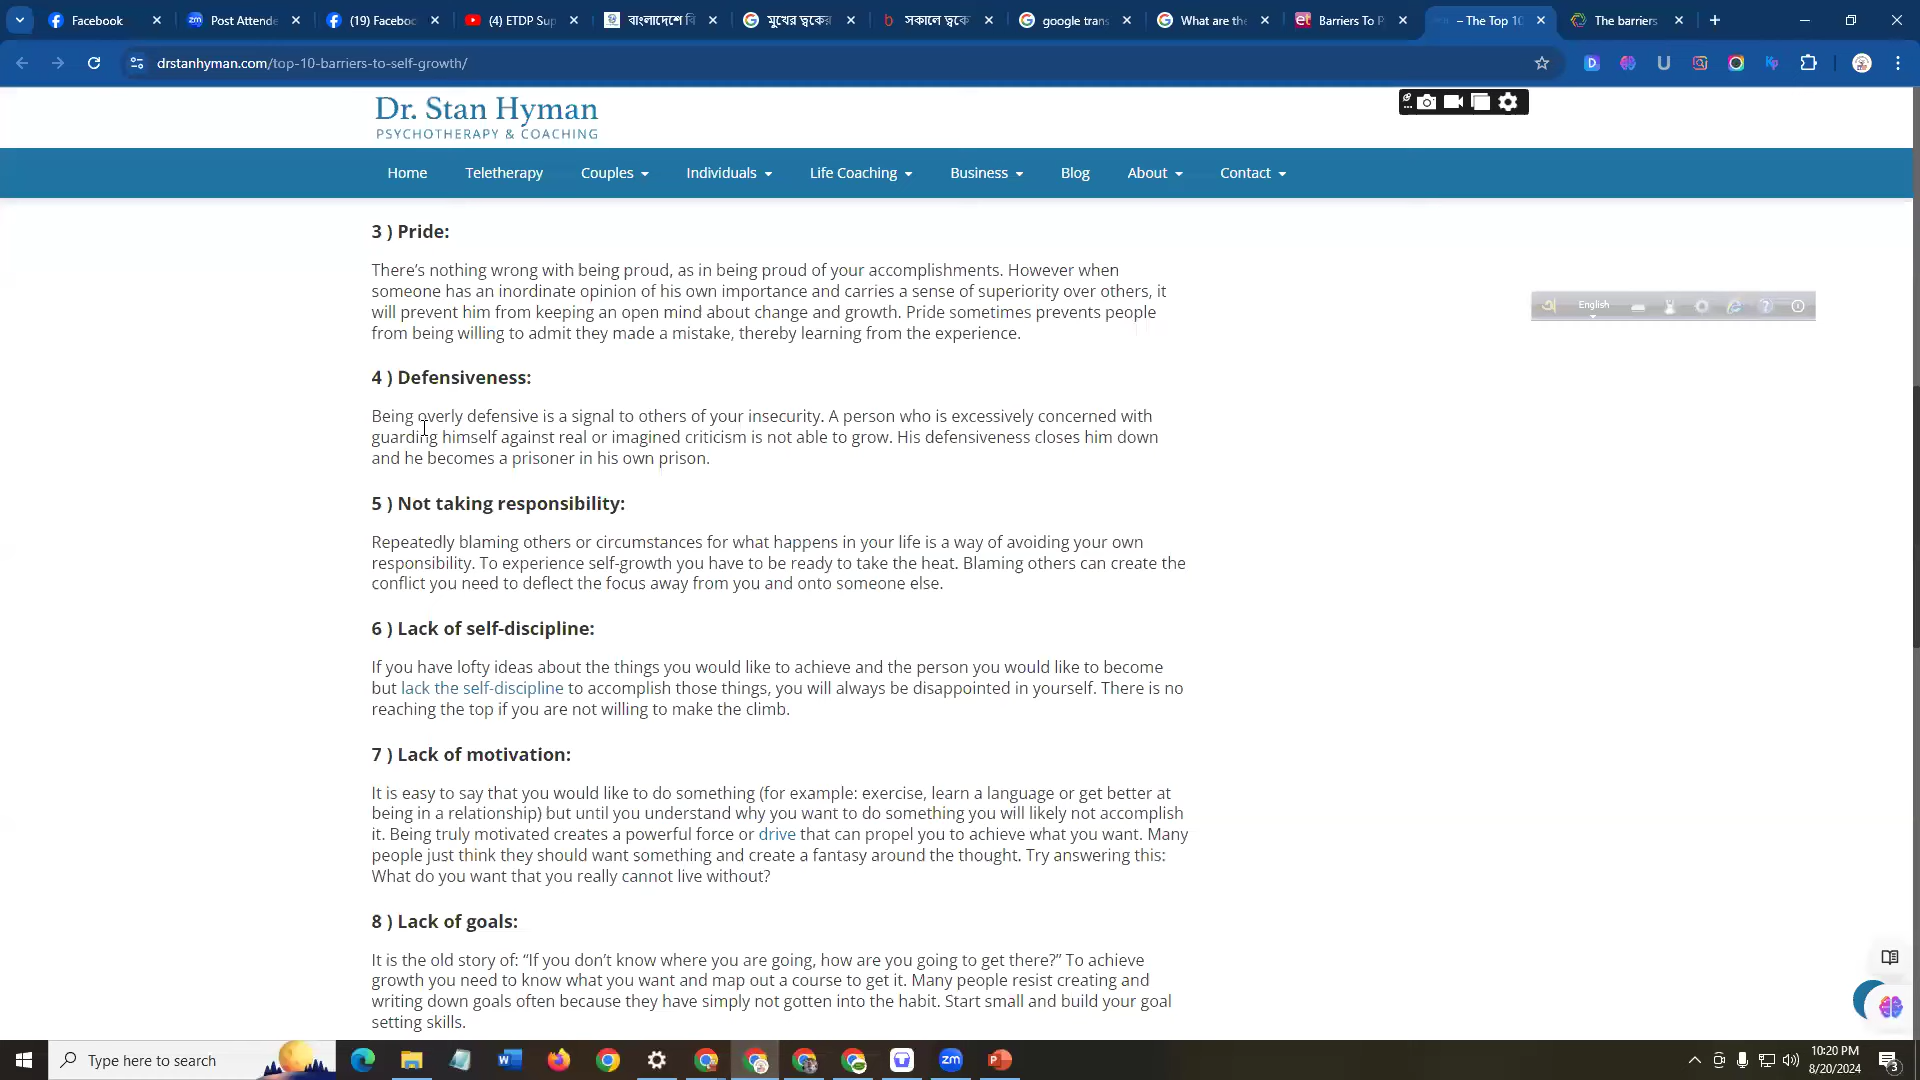 Facebook
Post Attende
(19) Faceboo
(4) ETDP Sup
বাংলাদেশে বি
মুখের ত্বকের
সকালে ত্বকে
google trans
What are the
Barriers To P
– The Top 10
The barriers
drstanhyman.com/top-10-barriers-to-self-growth/
Dr. Stan Hyman
PSYCHOTHERAPY & COACHING
Home
Teletherapy
Couples
Individuals
Life Coaching
Business
Blog
About
Contact
English
3 ) Pride:
There’s nothing wrong with being proud, as in being proud of your accomplishments. However when
someone has an inordinate opinion of his own importance and carries a sense of superiority over others, it
will prevent him from keeping an open mind about change and growth. Pride sometimes prevents people
from being willing to admit they made a mistake, thereby learning from the experience.
4 ) Defensiveness:
Being overly defensive is a signal to others of your insecurity. A person who is excessively concerned with
guarding himself against real or imagined criticism is not able to grow. His defensiveness closes him down
and he becomes a prisoner in his own prison.
5 ) Not taking responsibility:
Repeatedly blaming others or circumstances for what happens in your life is a way of avoiding your own
responsibility. To experience self-growth you have to be ready to take the heat. Blaming others can create the
conflict you need to deflect the focus away from you and onto someone else.
6 ) Lack of self-discipline:
If you have lofty ideas about the things you would like to achieve and the person you would like to become
but lack the self-discipline to accomplish those things, you will always be disappointed in yourself. There is no
reaching the top if you are not willing to make the climb.
7 ) Lack of motivation:
It is easy to say that you would like to do something (for example: exercise, learn a language or get better at
being in a relationship) but until you understand why you want to do something you will likely not accomplish
it. Being truly motivated creates a powerful force or drive that can propel you to achieve what you want. Many
people just think they should want something and create a fantasy around the thought. Try answering this:
What do you want that you really cannot live without?
8 ) Lack of goals:
It is the old story of: “If you don’t know where you are going, how are you going to get there?” To achieve
growth you need to know what you want and map out a course to get it. Many people resist creating and
writing down goals often because they have simply not gotten into the habit. Start small and build your goal
setting skills.
Type here to search
10:20 PM
8/20/2024
3